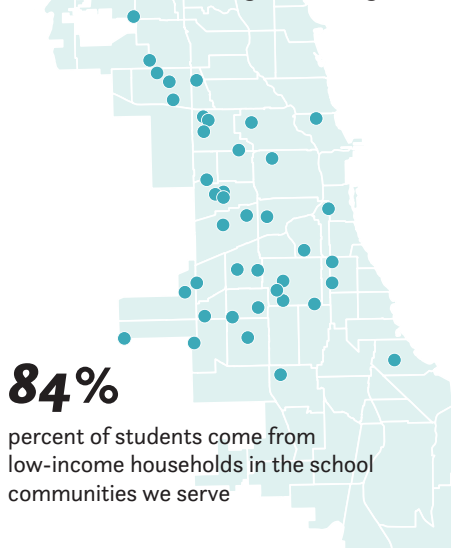 84%
percent of students come from
low-income households in the school
communities we serve